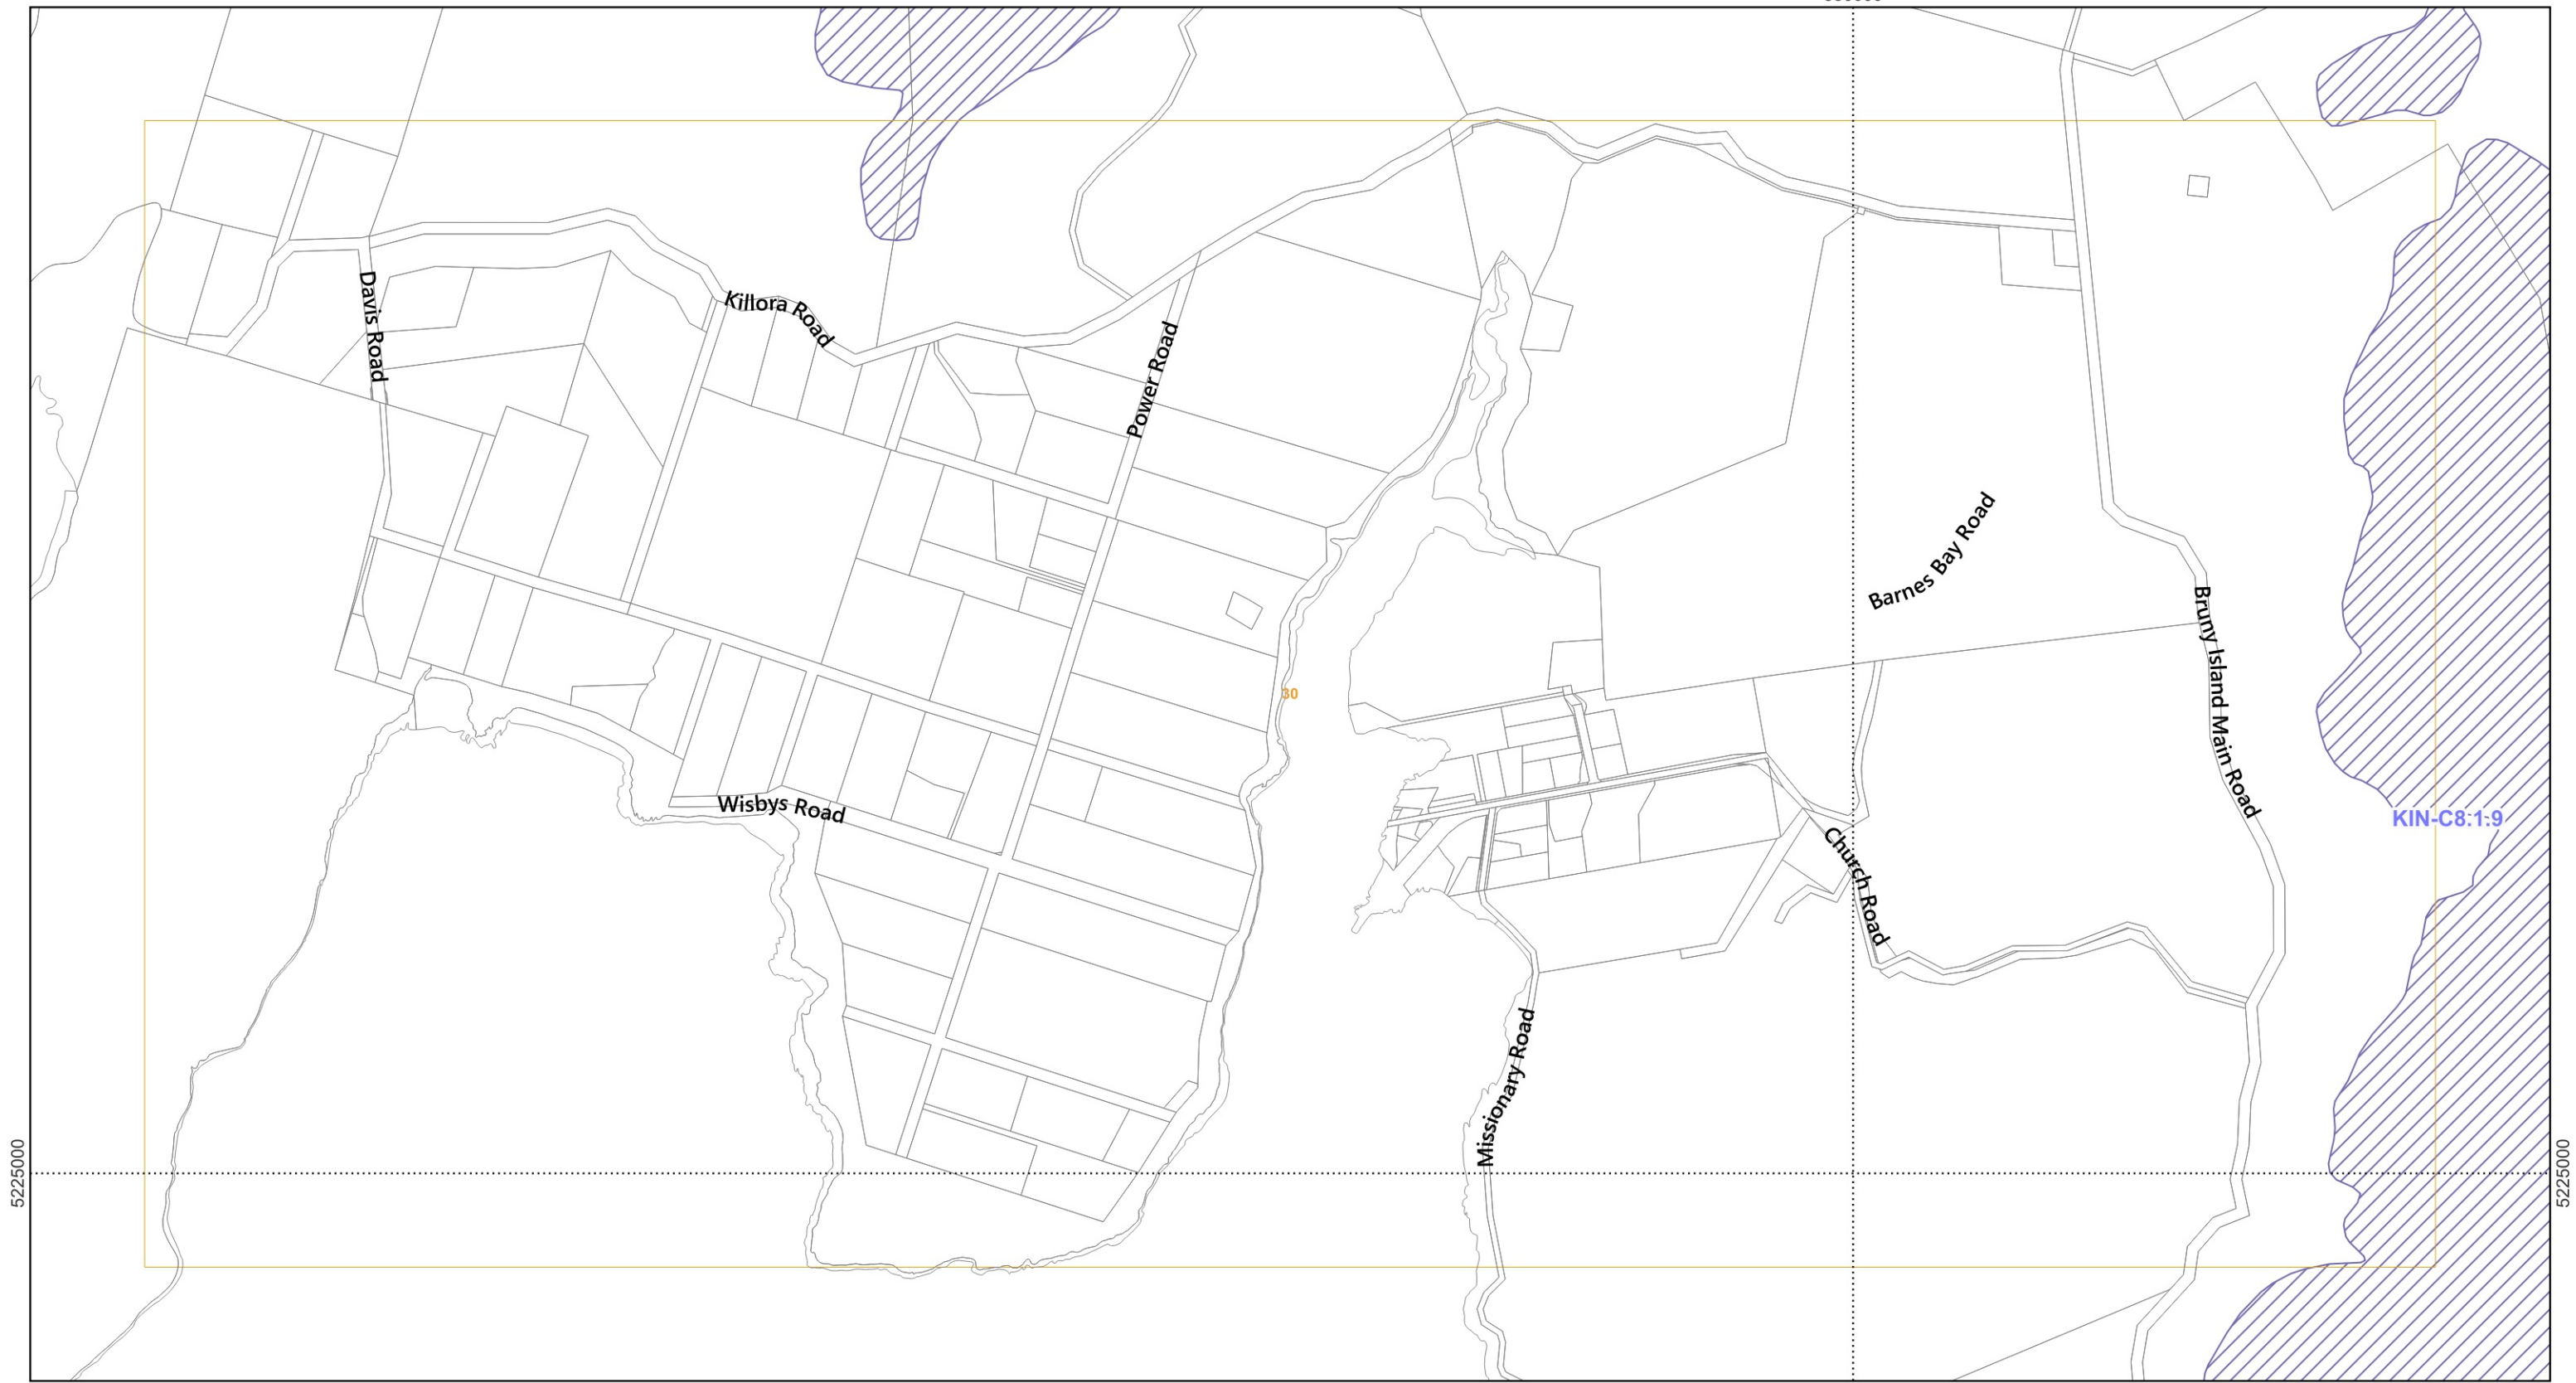 Davis Road
Killora Road
Power Road
Barnes Bay Road
Bruny Island Main Road
30
Wisbys Road
KIN-C8:1:9
Church Road
Missionary Road
5225000
5225000